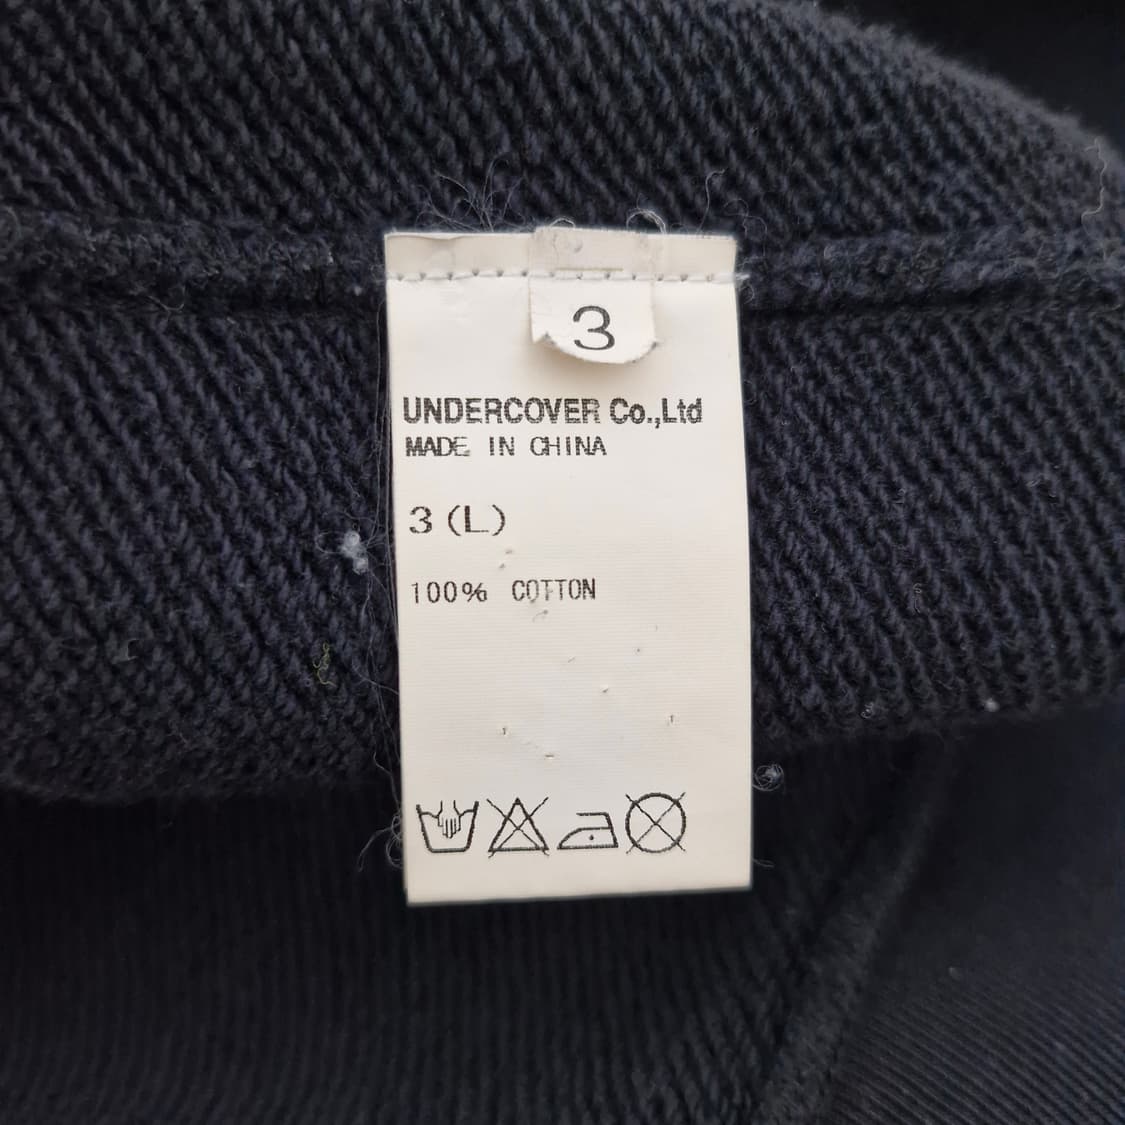 3
UNDERCOVER Co.,Ltd
MADE IN CHINA
3 (L)
100% COTTON